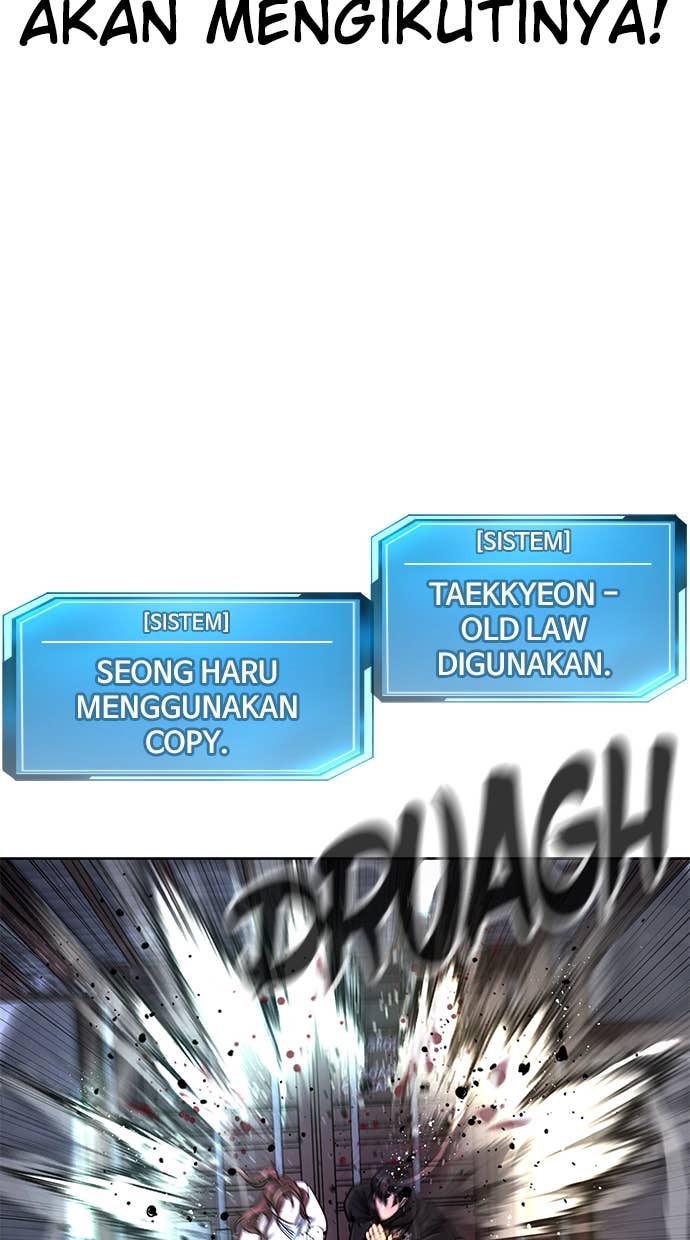 AKAN MENGIKUTINYA!
[SISTEM]
TAEKKYEON -
OLD LAW
DIGUNAKAN.
[SISTEM]
SEONG HARU
MENGGUNAKAN
COPY.
DRUAGH